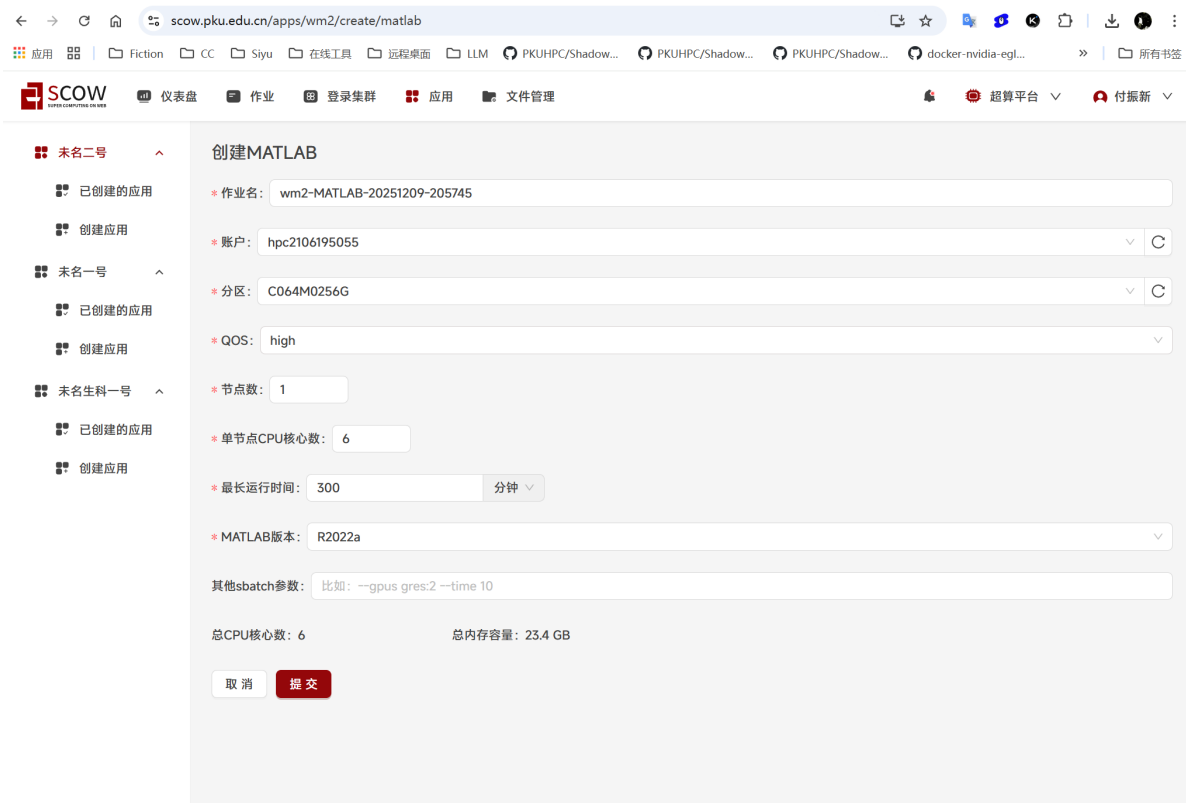 scow.pku.edu.cn/apps/wm2/create/matlab
应用 Fiction CC Siyu 在线工具 远程桌面 LLM PKUHPC/Shadow... PKUHPC/Shadow... PKUHPC/Shadow... docker-nvidia-egl... » 所有书签
SCOW 仪表盘 作业 登录集群 应用 文件管理 超算平台 付振新
SUPER COMPUTING ON WEB
未名二号
已创建的应用
创建应用
未名一号
已创建的应用
创建应用
未名生科一号
已创建的应用
创建应用
创建MATLAB
* 作业名: wm2-MATLAB-20251209-205745
* 账户: hpc2106195055
* 分区: C064M0256G
* QOS: high
* 节点数: 1
* 单节点CPU核心数: 6
* 最长运行时间: 300 分钟
* MATLAB版本: R2022a
其他sbatch参数: 比如: --gpus gres:2 --time 10
总CPU核心数: 6 总内存容量: 23.4 GB
取 消 提 交